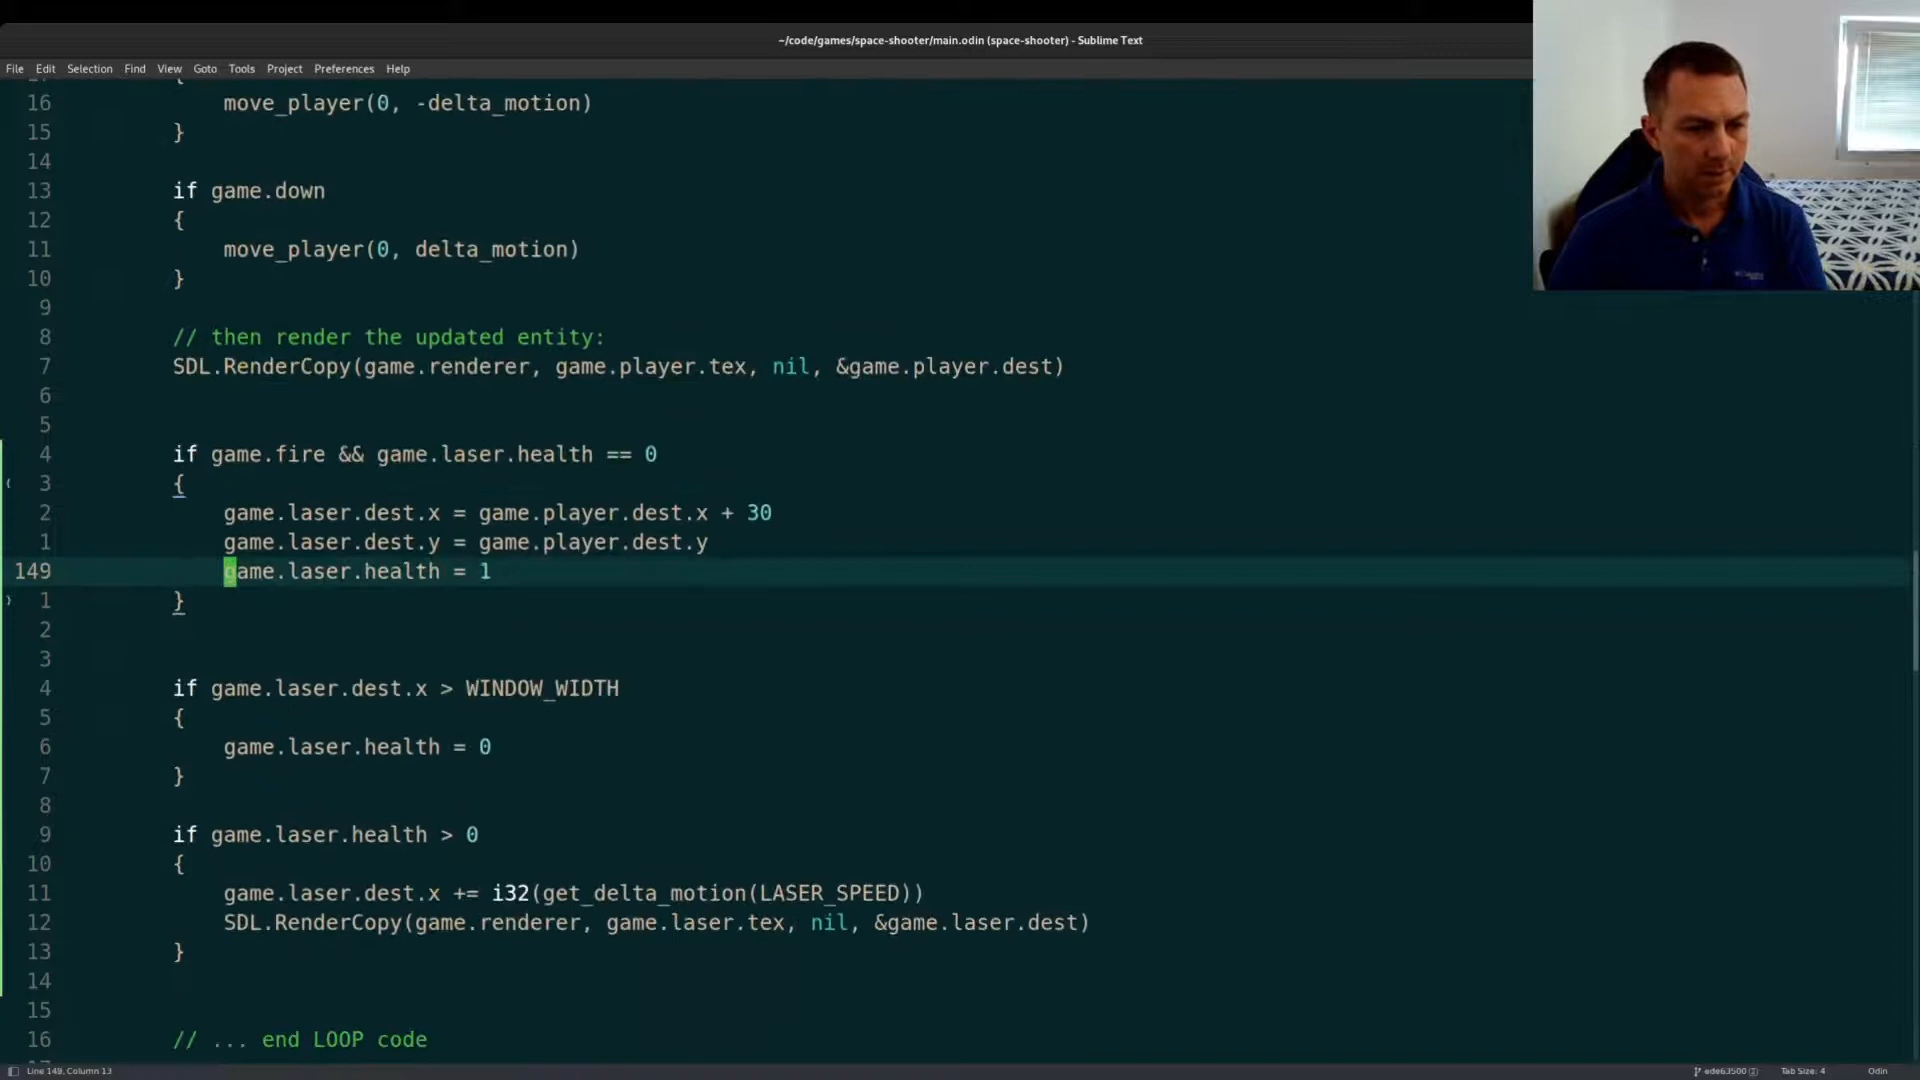 ~/code/games/space-shooter/main.odin (space-shooter) - Sublime Text
File Edit Selection Find View Goto Tools Project Preferences Help
{
16 move_player(0, -delta_motion)
15 }
14
13 if game.down
12 {
11 move_player(0, delta_motion)
10 }
9
8 // then render the updated entity:
7 SDL.RenderCopy(game.renderer, game.player.tex, nil, &game.player.dest)
6
5
4 if game.fire && game.laser.health == 0
3 {
2 game.laser.dest.x = game.player.dest.x + 30
1 game.laser.dest.y = game.player.dest.y
149 game.laser.health = 1
1 }
2
3
4 if game.laser.dest.x > WINDOW_WIDTH
5 {
6 game.laser.health = 0
7 }
8
9 if game.laser.health > 0
10 {
11 game.laser.dest.x += i32(get_delta_motion(LASER_SPEED))
12 SDL.RenderCopy(game.renderer, game.laser.tex, nil, &game.laser.dest)
13 }
14
15
16 // ... end LOOP code
Line 149, Column 13 ede63500 Tab Size: 4 Odin